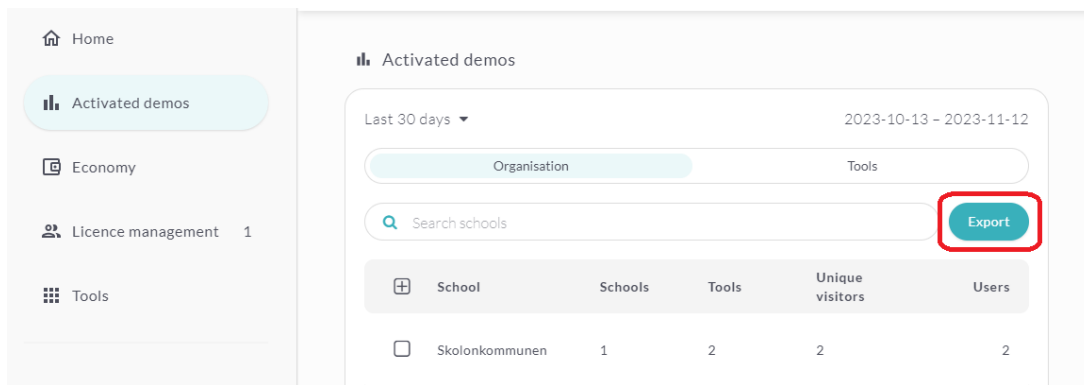 Home
Activated demos
Economy
Licence management 1
Tools
Activated demos
Last 30 days 2023-10-13 – 2023-11-12
Organisation Tools
Search schools Export
School Schools Tools Unique visitors Users
Skolonkommunen 1 2 2 2